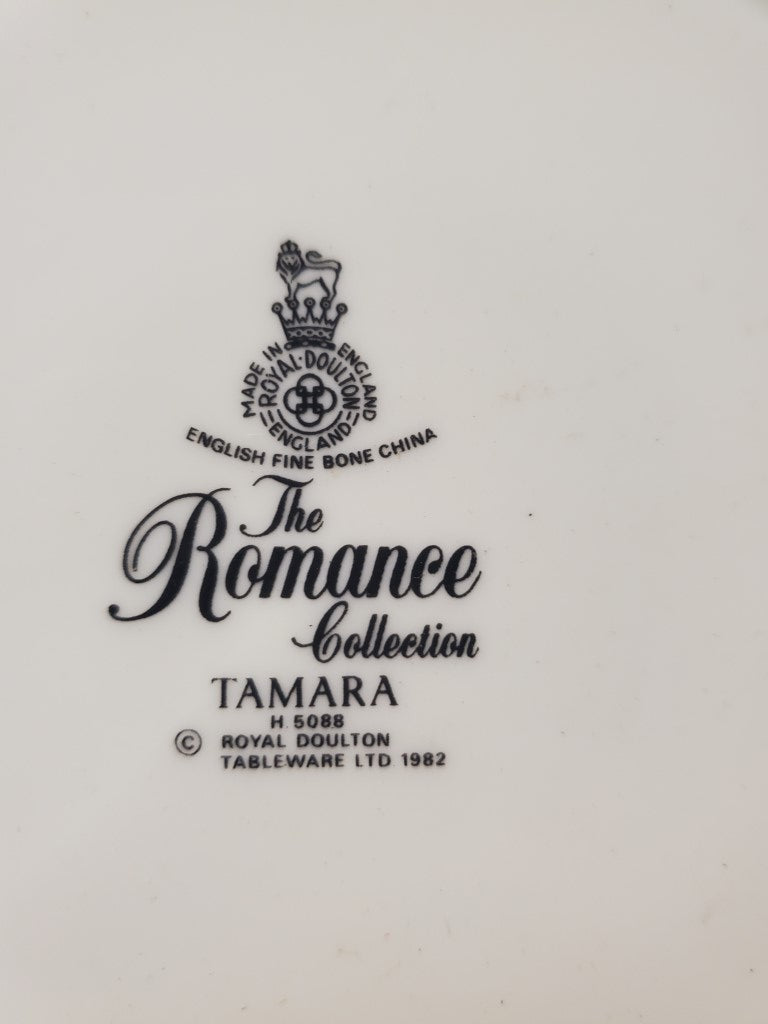 MADE IN ENGLAND
ROYAL·DOULTON
ENGLAND
ENGLISH FINE BONE CHINA
The
Romance
Collection
TAMARA
H. 5088
© ROYAL DOULTON
TABLEWARE LTD. 1982